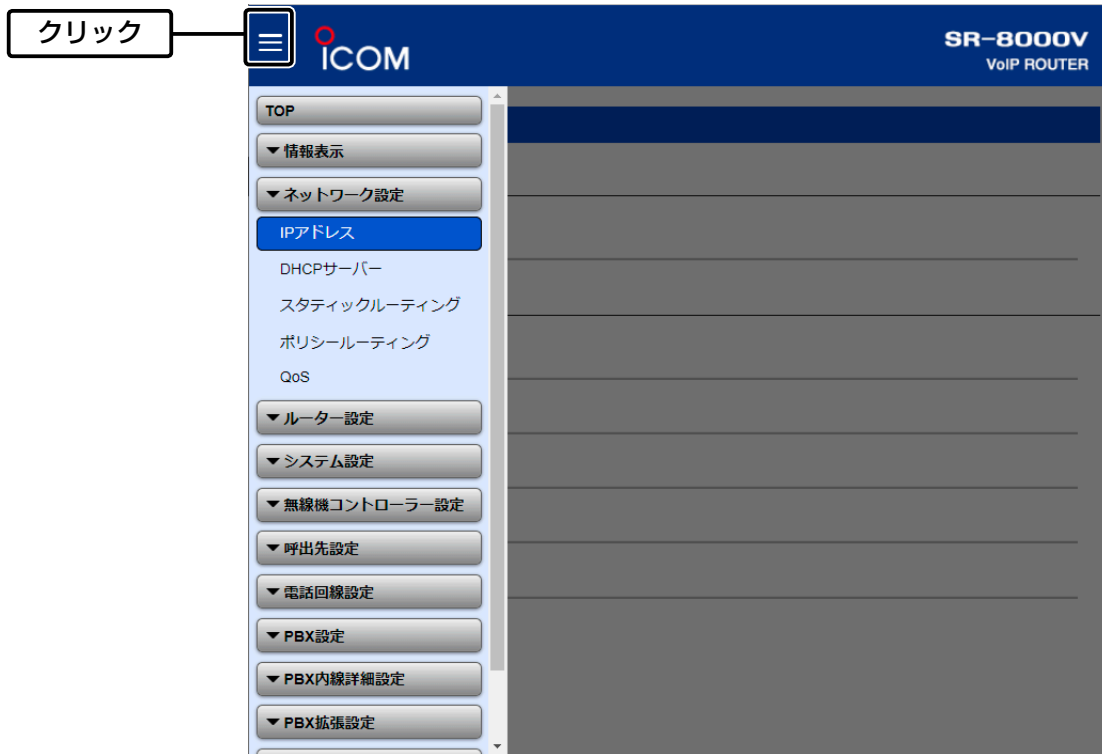 クリック
ICOM
SR-8000V
VoIP ROUTER
TOP
▼情報表示
▼ネットワーク設定
IPアドレス
DHCPサーバー
スタティックルーティング
ポリシールーティング
QoS
▼ルーター設定
▼システム設定
▼無線機コントローラー設定
▼呼出先設定
▼電話回線設定
▼PBX設定
▼PBX内線詳細設定
▼PBX拡張設定